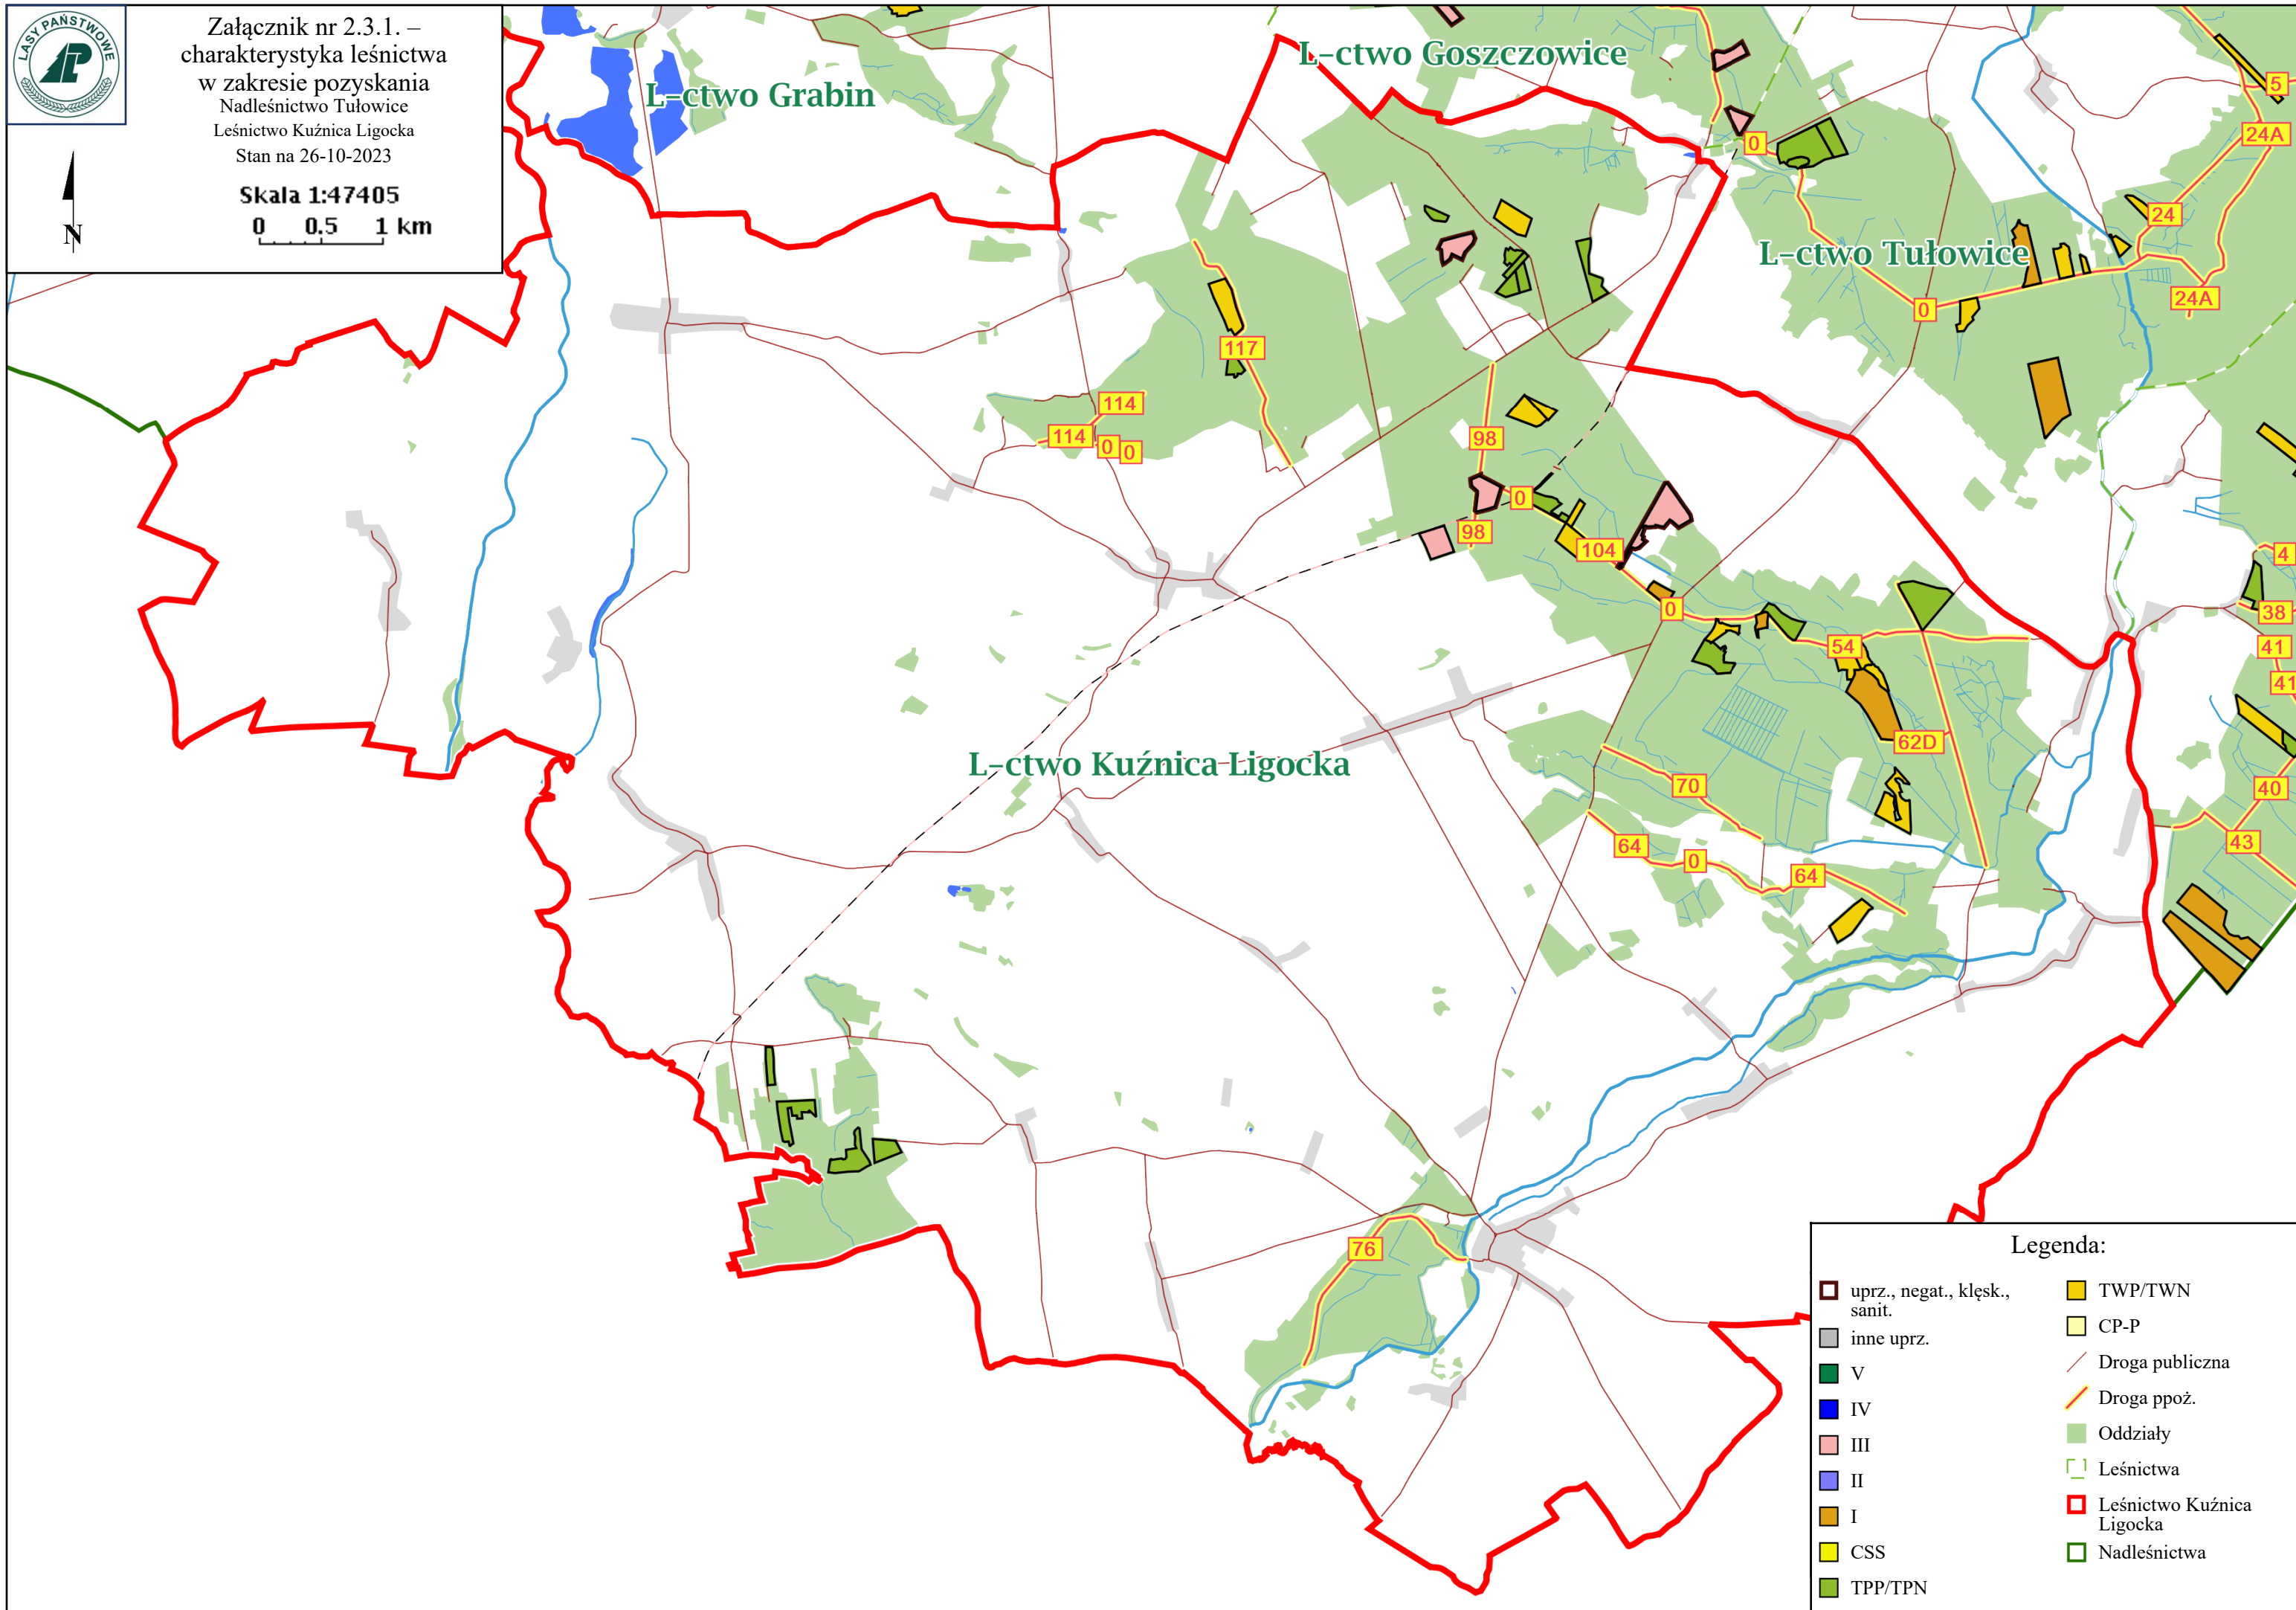 LASY PAŃSTWOWE
Załącznik nr 2.3.1. –
charakterystyka leśnictwa
w zakresie pozyskania
Nadleśnictwo Tułowice
Leśnictwo Kuźnica Ligocka
Stan na 26-10-2023
Skala 1:47405
0 0.5 1 km
N
L-ctwo Goszczowice
L-ctwo Grabin
5
24A
0
24
L-ctwo Tułowice
24A
0
117
114
114
0
0
98
0
98
104
4
0
38
54
41
41
62D
L-ctwo Kuźnica Ligocka
70
40
64
0
43
64
76
Legenda:
uprz., negat., klęsk.,
sanit.
inne uprz.
V
IV
III
II
I
CSS
TPP/TPN
TWP/TWN
CP-P
Droga publiczna
Droga ppoż.
Oddziały
Leśnictwa
Leśnictwo Kuźnica
Ligocka
Nadleśnictwa